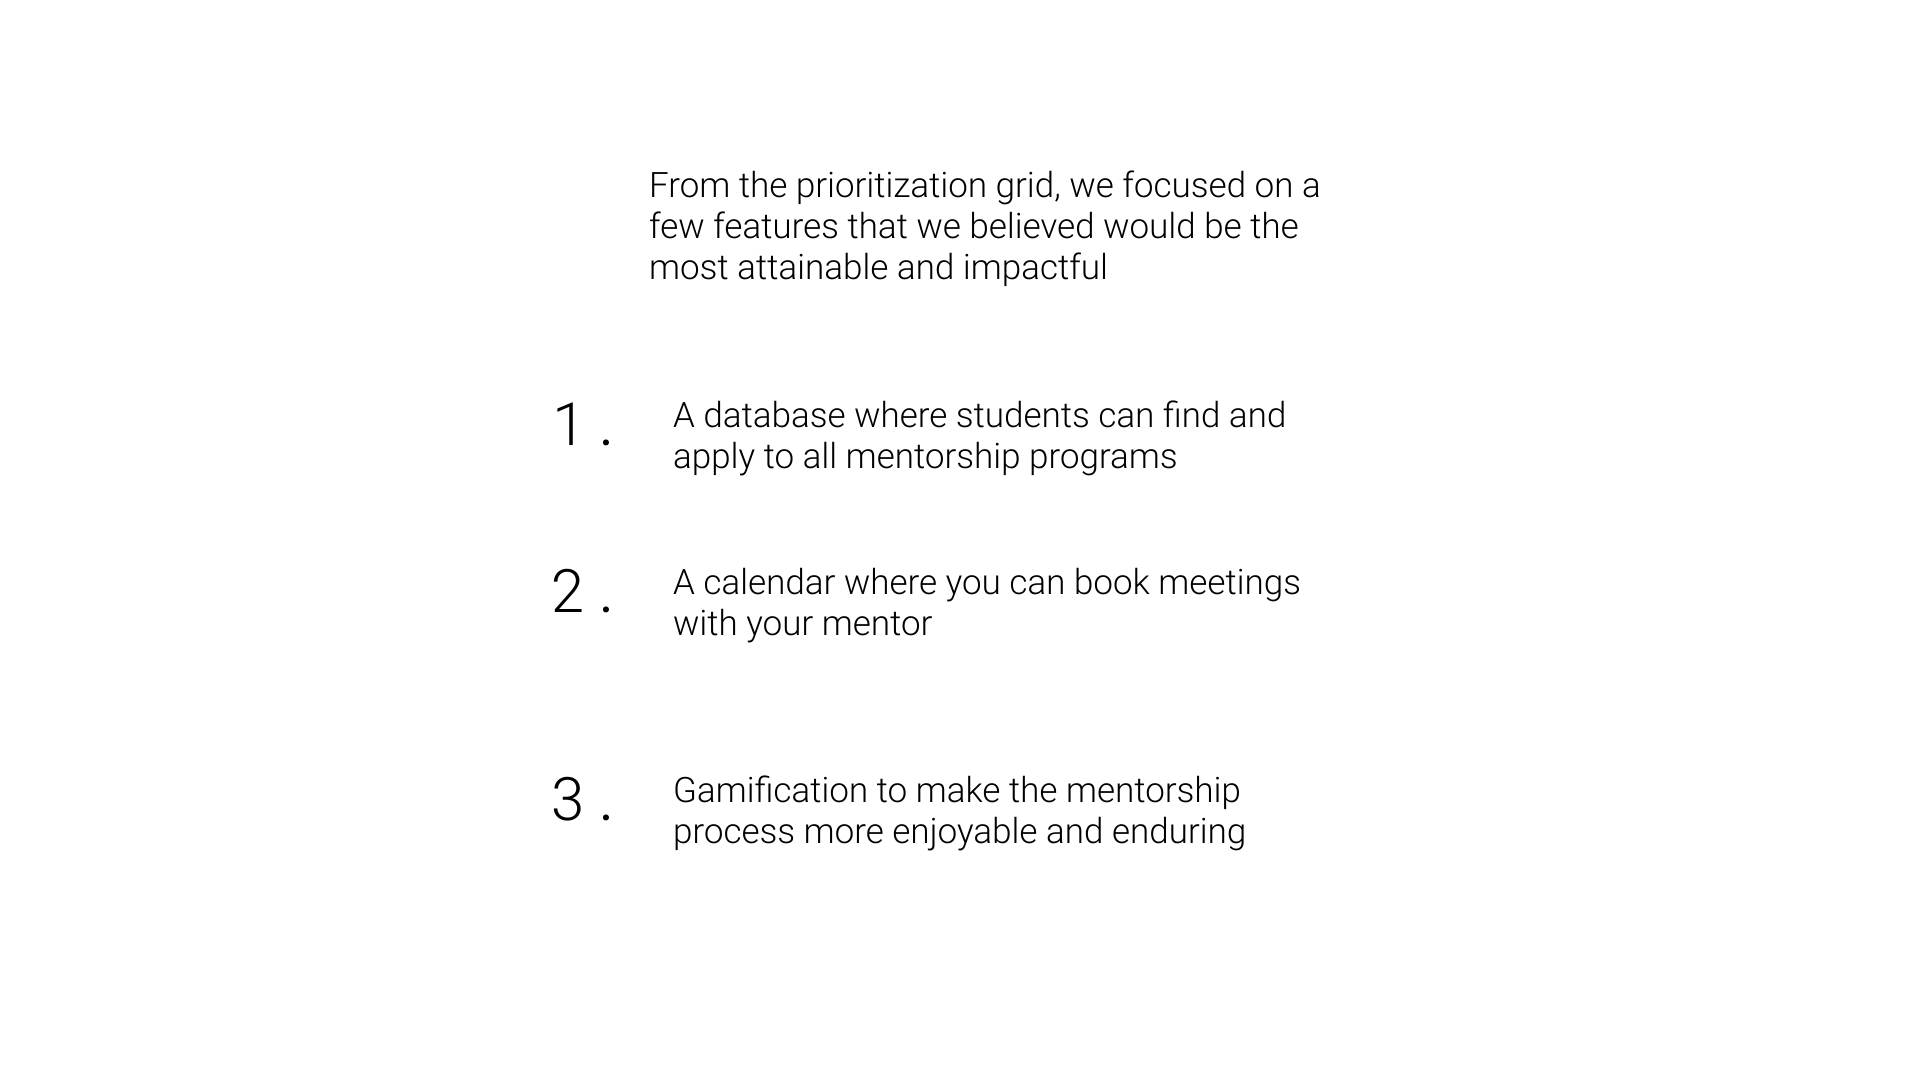 From the prioritization grid, we focused on a
few features that we believed would be the
most attainable and impactful
1 .
A database where students can find and
apply to all mentorship programs
2 .
A calendar where you can book meetings
with your mentor
3 .
Gamification to make the mentorship
process more enjoyable and enduring